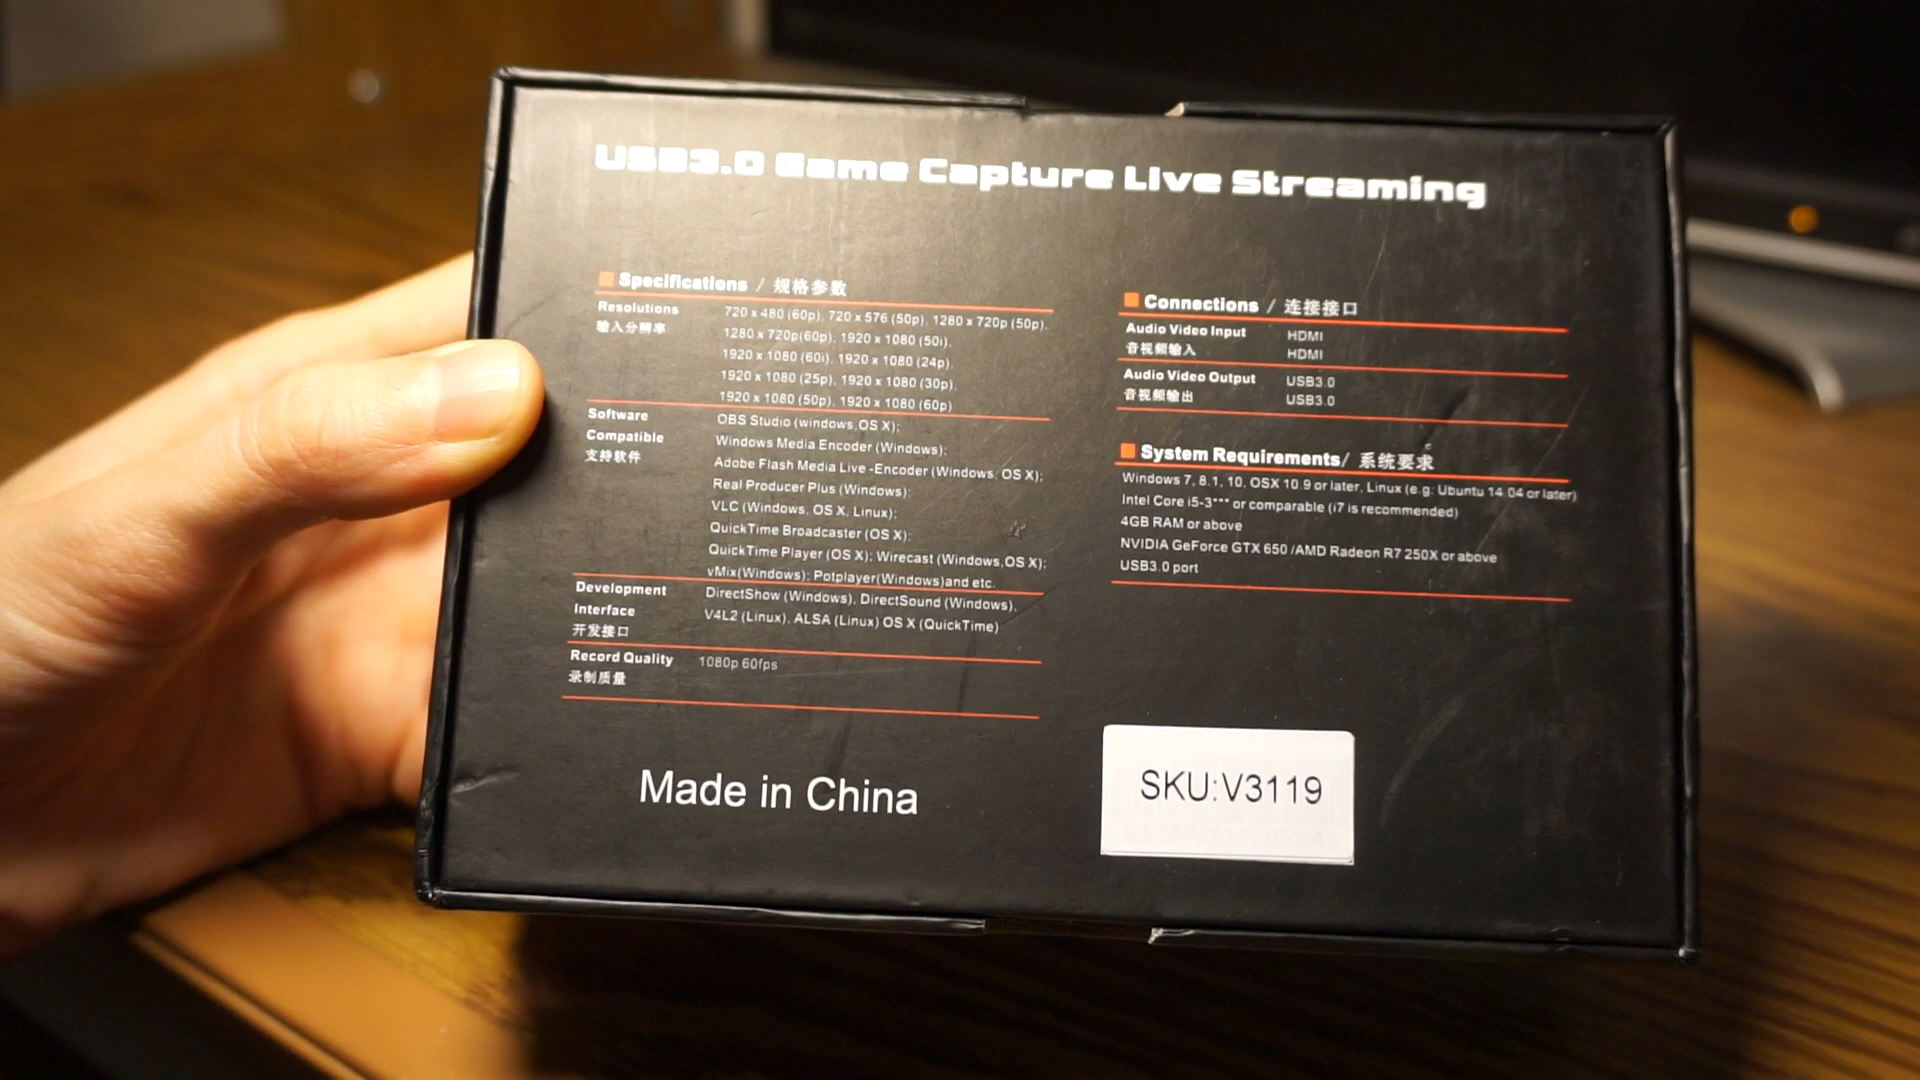 USB3.0 Game Capture Live Streaming
Specifications / 规格参数
Resolutions
输入分辨率
720 x 480 (60p), 720 x 576 (50p), 1280 x 720p (50p),
1280 x 720p(60p), 1920 x 1080 (50i),
1920 x 1080 (60i), 1920 x 1080 (24p),
1920 x 1080 (25p), 1920 x 1080 (30p),
1920 x 1080 (50p), 1920 x 1080 (60p)
Software
Compatible
支持软件
OBS Studio (windows,OS X);
Windows Media Encoder (Windows);
Adobe Flash Media Live -Encoder (Windows, OS X);
Real Producer Plus (Windows);
VLC (Windows, OS X, Linux);
QuickTime Broadcaster (OS X);
QuickTime Player (OS X); Wirecast (Windows,OS X);
vMix(Windows); Potplayer(Windows)and etc.
Development
Interface
开发接口
DirectShow (Windows), DirectSound (Windows),
V4L2 (Linux), ALSA (Linux) OS X (QuickTime)
Record Quality
录制质量
1080p 60fps
Connections / 连接接口
Audio Video Input HDMI
音视频输入 HDMI
Audio Video Output USB3.0
音视频输出 USB3.0
System Requirements/ 系统要求
Windows 7, 8.1, 10, OSX 10.9 or later, Linux (e.g: Ubuntu 14.04 or later)
Intel Core i5-3*** or comparable (i7 is recommended)
4GB RAM or above
NVIDIA GeForce GTX 650 /AMD Radeon R7 250X or above
USB3.0 port
Made in China
SKU:V3119